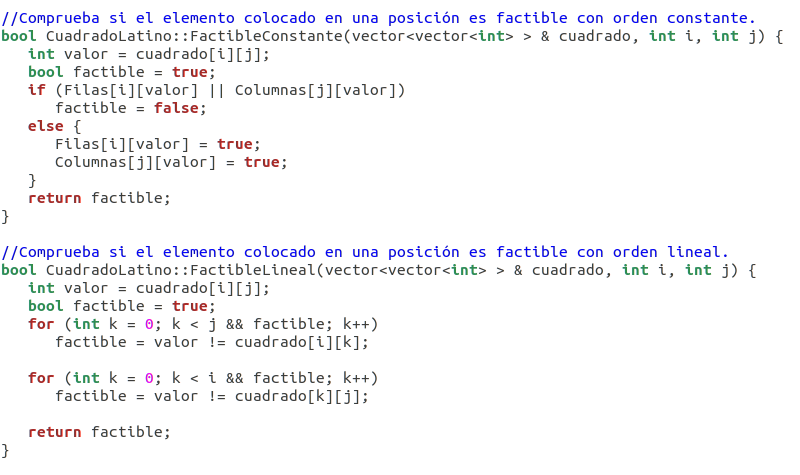 //Comprueba si el elemento colocado en una posición es factible con orden constante.
bool CuadradoLatino::FactibleConstante(vector<vector<int> > & cuadrado, int i, int j) {
   int valor = cuadrado[i][j];
   bool factible = true;
   if (Filas[i][valor] || Columnas[j][valor])
      factible = false;
   else {
      Filas[i][valor] = true;
      Columnas[j][valor] = true;
   }
   return factible;
}

//Comprueba si el elemento colocado en una posición es factible con orden lineal.
bool CuadradoLatino::FactibleLineal(vector<vector<int> > & cuadrado, int i, int j) {
   int valor = cuadrado[i][j];
   bool factible = true;
   for (int k = 0; k < j && factible; k++)
      factible = valor != cuadrado[i][k];

   for (int k = 0; k < i && factible; k++)
      factible = valor != cuadrado[k][j];

   return factible;
}